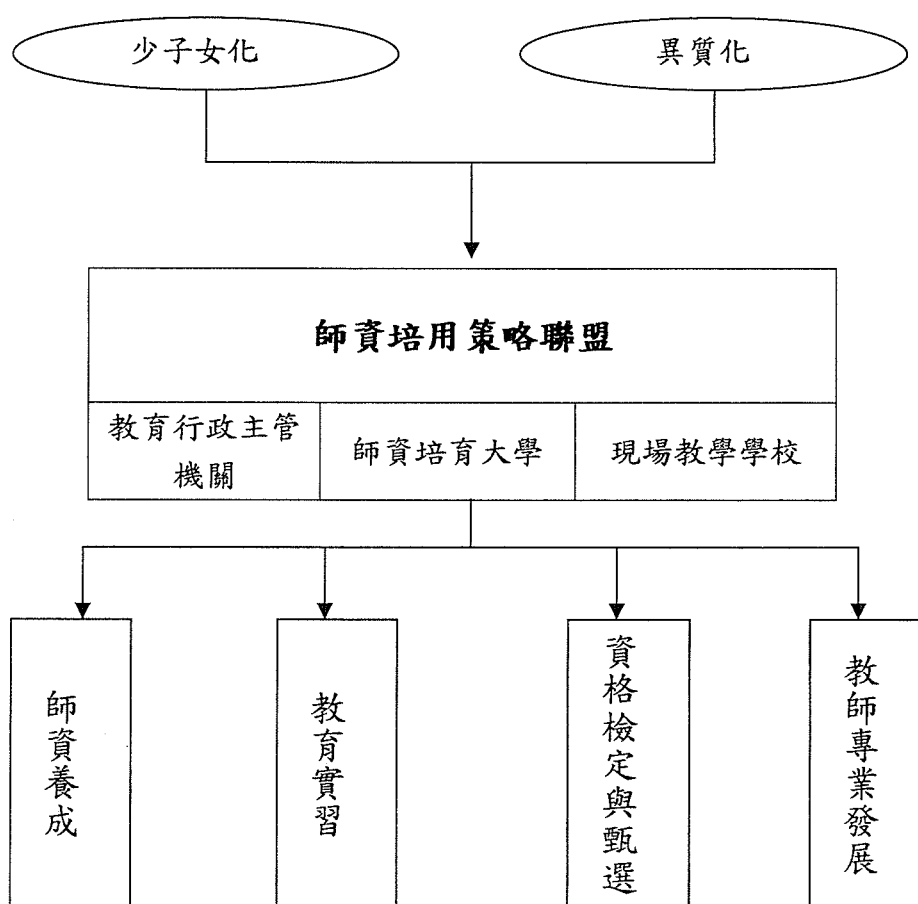 少子女化
異質化
師資培用策略聯盟
教育行政主管
機關
師資培育大學
現場教學學校
師資養成
教育實習
資格檢定與甄選
教師專業發展